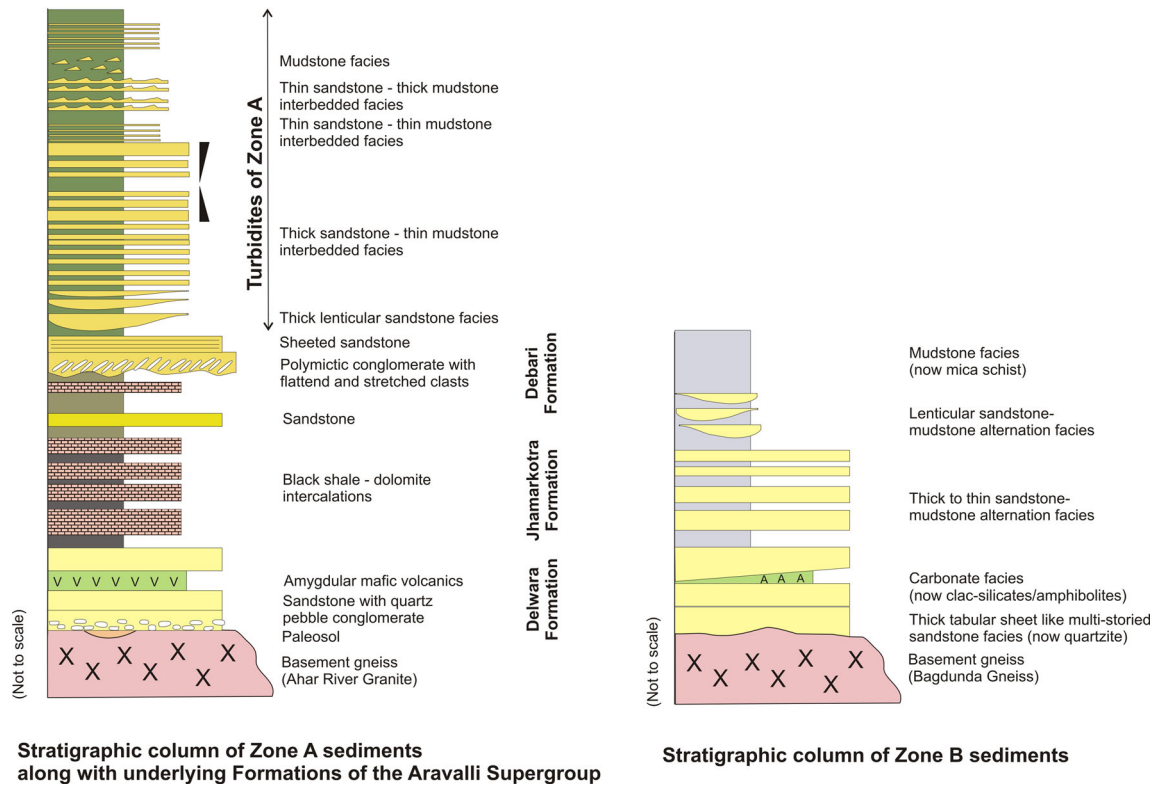 Mudstone facies
Thin sandstone - thick mudstone
interbedded facies
Thin sandstone - thin mudstone
interbedded facies
Turbidites of Zone A
Thick sandstone - thin mudstone
interbedded facies
Thick lenticular sandstone facies
Sheeted sandstone
Polymictic conglomerate with
flattend and stretched clasts
Debari
Formation
Sandstone
Black shale - dolomite
intercalations
Jhamarkotra
Formation
V V V V V V V
Amygdular mafic volcanics
Sandstone with quartz
pebble conglomerate
Delwara
Formation
Paleosol
Basement gneiss
(Ahar River Granite)
X X X X X X X
(Not to scale)
Stratigraphic column of Zone A sediments
along with underlying Formations of the Aravalli Supergroup
Mudstone facies
(now mica schist)
Lenticular sandstone-
mudstone alternation facies
Thick to thin sandstone-
mudstone alternation facies
A A A
Carbonate facies
(now clac-silicates/amphibolites)
Thick tabular sheet like multi-storied
sandstone facies (now quartzite)
Basement gneiss
(Bagdunda Gneiss)
X X X X X X X
(Not to scale)
Stratigraphic column of Zone B sediments